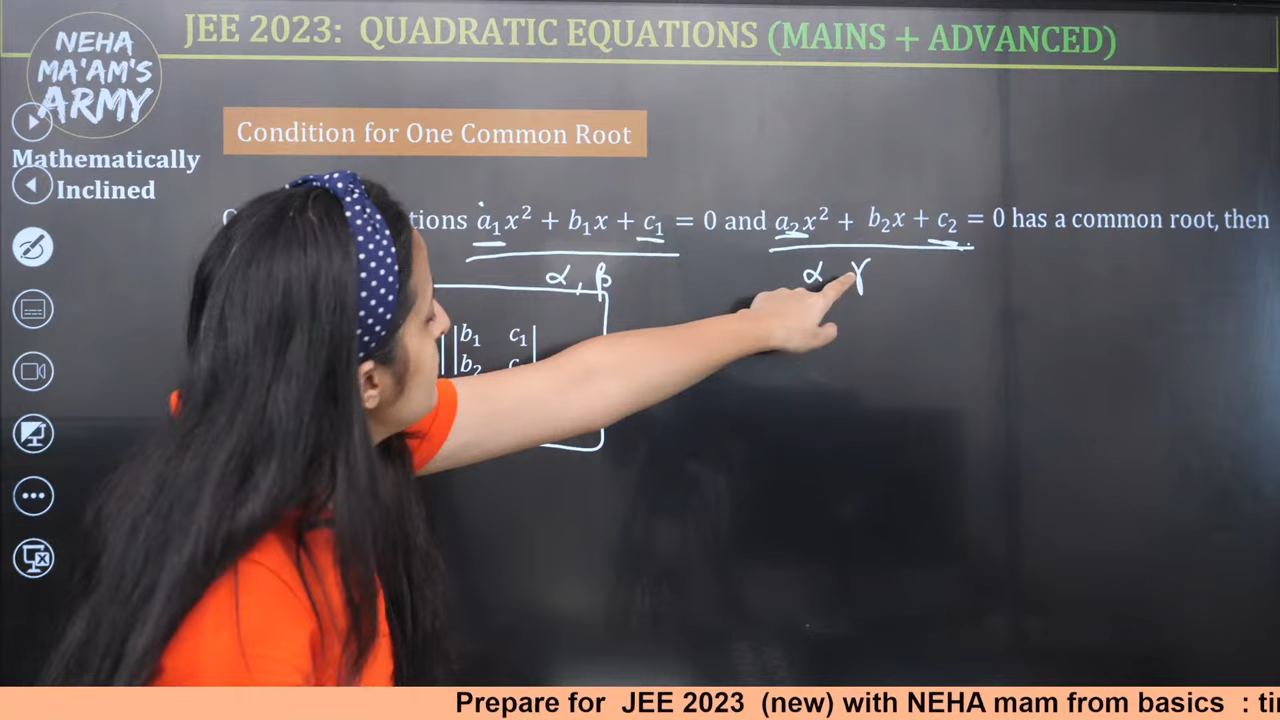 NEHA
MA'AM'S
ARMY
JEE 2023: QUADRATIC EQUATIONS (MAINS + ADVANCED)
Mathematically
Inclined
Condition for One Common Root
a₁x² + b₁x + c₁ = 0 and a₂x² + b₂x + c₂ = 0 has a common root, then
α, β
α γ
b₁ c₁
b₂
Prepare for JEE 2023 (new) with NEHA mam from basics :